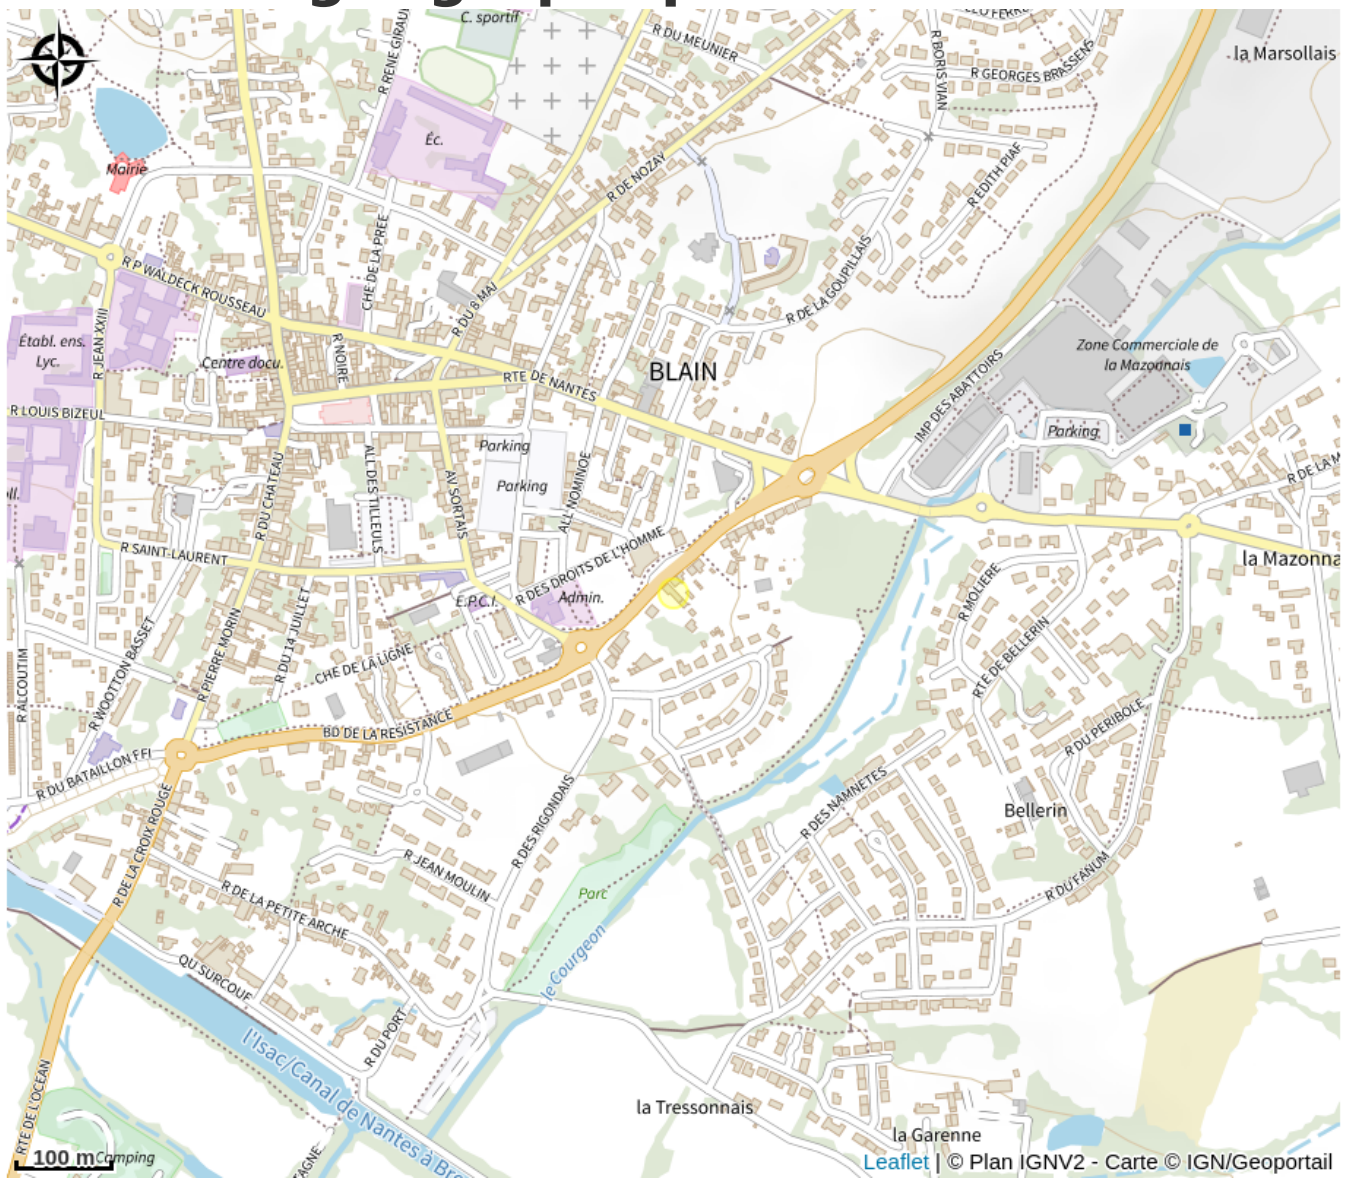 C. sportif
R DU MEUNIER
R RENE GIRAUD
R BORIS VIAN
R GEORGES BRASSENS
la Marsollais
Éc.
Mairie
R DE NOZAY
R EDITH PIAF
CHE DE LA PREE
R P WALDECK ROUSSEAU
R DU 8 MAI
R DE LA GOUPILLAIS
R JEAN XXIII
Établ. ens.
Lyc.
Centre docu.
R NOIRE
BLAIN
RTE DE NANTES
Zone Commerciale de
la Mazonnais
IMP DES ABATTOIRS
R LOUIS BIZEUL
Parking
Parking
Parking
R DU CHATEAU
ALL DES TILLEULS
AV SORTAIS
ALL NOMINOE
R DE LA M
R SAINT-LAURENT
R DES DROITS DE L'HOMME
la Mazonna
E.P.C.I.
Admin.
R MOLIERE
RTE DE BELLERIN
R ALCOUTIM
R WOOTTON BASSET
R PIERRE MORIN
R DU 14 JUILLET
CHE DE LA LIGNE
BD DE LA RESISTANCE
R DU PERIBOLE
R DU BATAILLON FFI
R DES NAMNETES
Bellerin
R DE LA CROIX ROUGE
R DES RIGONDAIS
R JEAN MOULIN
R DU FANUM
R DE LA PETITE ARCHE
Parc
le Courgeon
QU SURCOUF
R DU PORT
l'Isac/Canal de Nantes à Bre
RTE DE L'OCEAN
la Tressonnais
la Garenne
Camping
100 m
Leaflet | © Plan IGNV2 - Carte © IGN/Geoportail